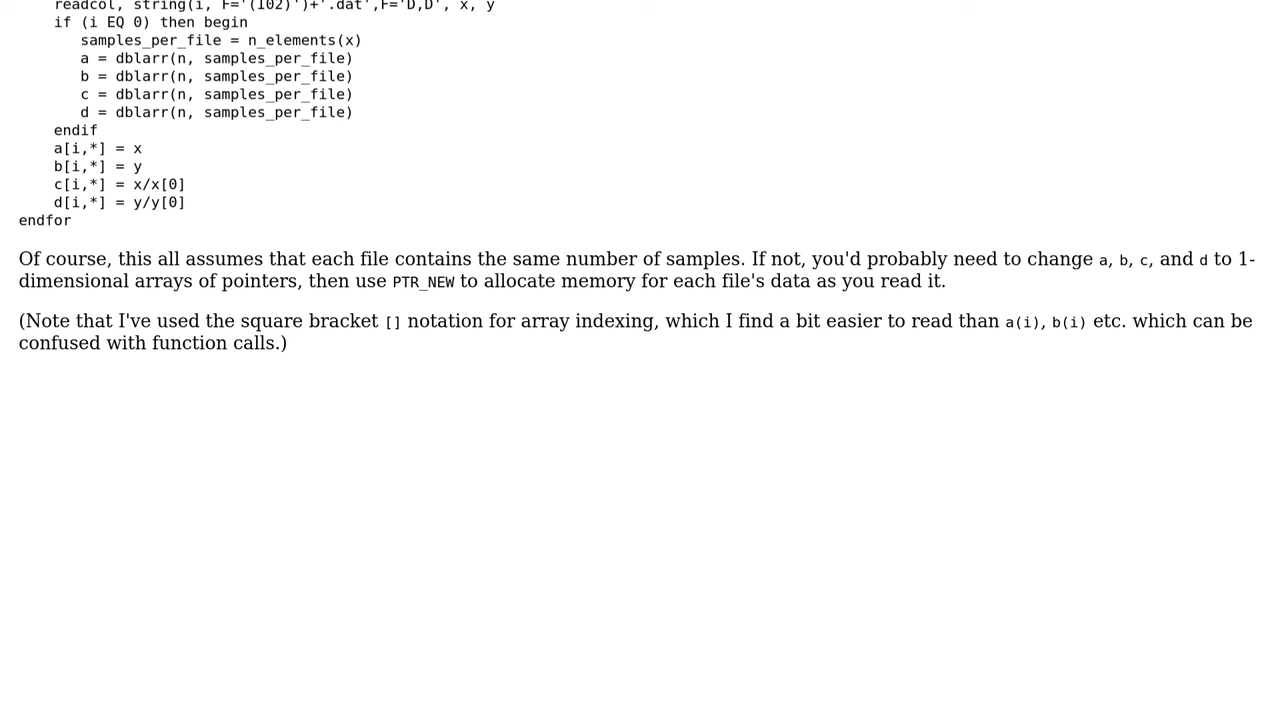 readcol, string(i, F='(I02)')+'.dat',F='D,D', x, y
if (i EQ 0) then begin
samples_per_file = n_elements(x)
a = dblarr(n, samples_per_file)
b = dblarr(n, samples_per_file)
c = dblarr(n, samples_per_file)
d = dblarr(n, samples_per_file)
endif
a[i,*] = x
b[i,*] = y
c[i,*] = x/x[0]
d[i,*] = y/y[0]
endfor
Of course, this all assumes that each file contains the same number of samples. If not, you'd probably need to change a, b, c, and d to 1-
dimensional arrays of pointers, then use PTR_NEW to allocate memory for each file's data as you read it.
(Note that I've used the square bracket [] notation for array indexing, which I find a bit easier to read than a(i), b(i) etc. which can be
confused with function calls.)